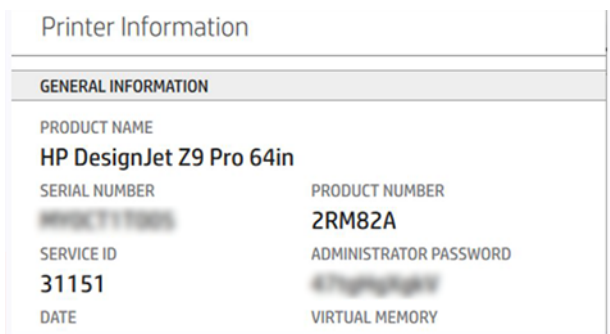 Printer Information
GENERAL INFORMATION
PRODUCT NAME
HP DesignJet Z9 Pro 64in
SERIAL NUMBER PRODUCT NUMBER
2RM82A
SERVICE ID ADMINISTRATOR PASSWORD
31151
DATE VIRTUAL MEMORY